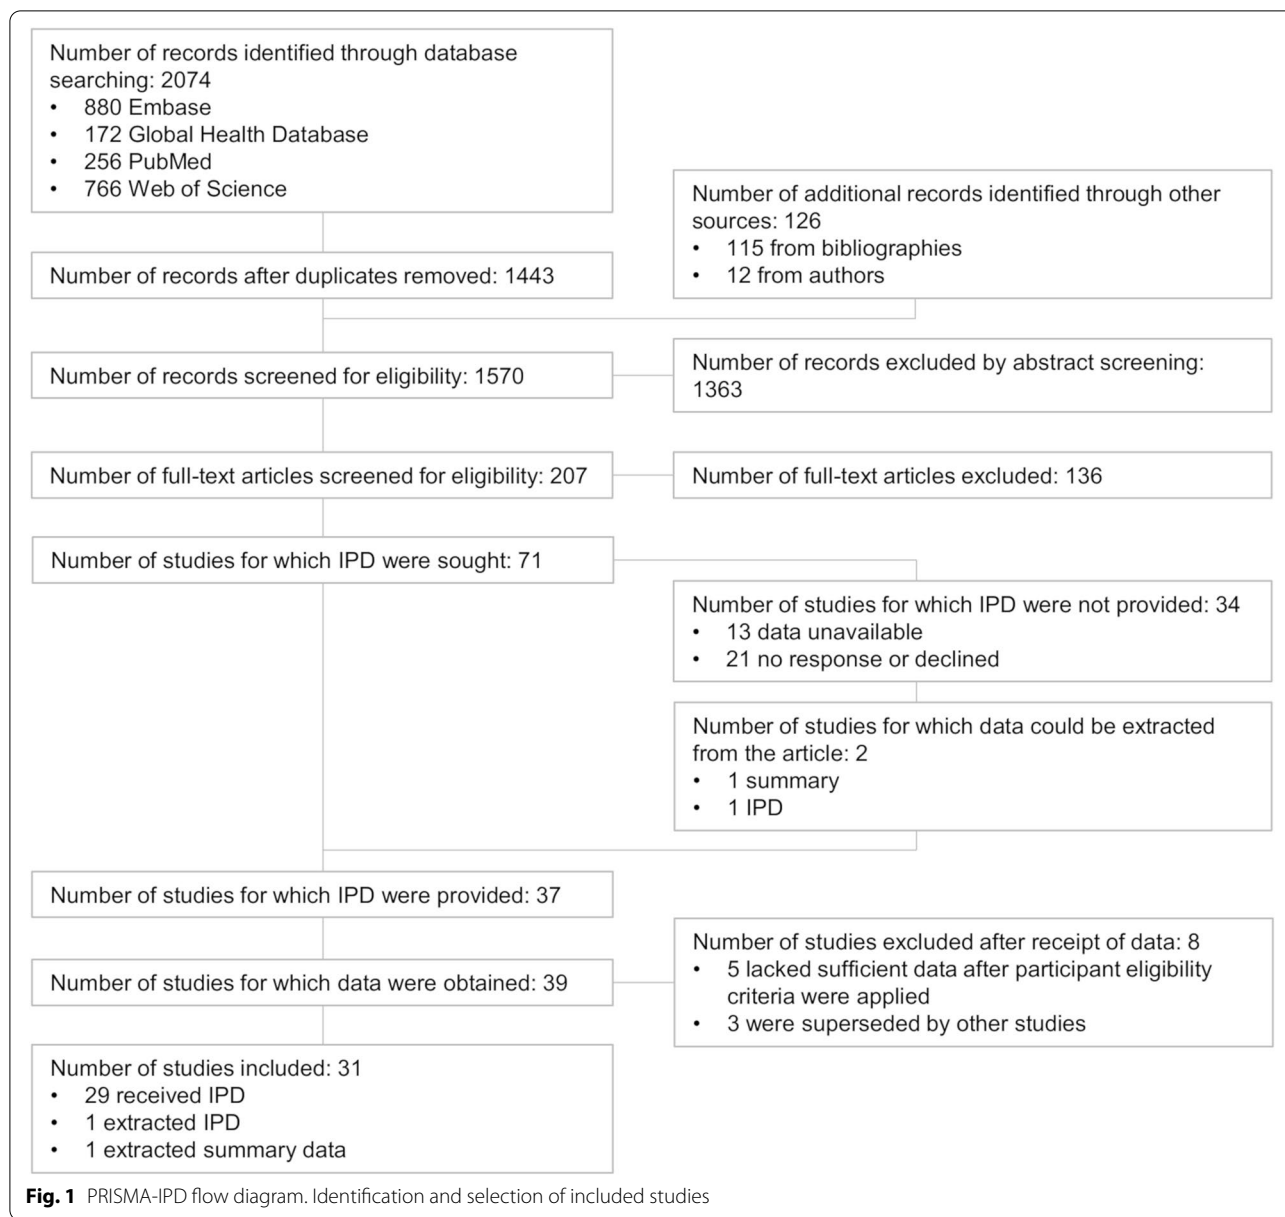 Number of records identified through database
searching: 2074
• 880 Embase
• 172 Global Health Database
• 256 PubMed
• 766 Web of Science
Number of additional records identified through other
sources: 126
• 115 from bibliographies
• 12 from authors
Number of records after duplicates removed: 1443
Number of records screened for eligibility: 1570
Number of records excluded by abstract screening:
1363
Number of full-text articles screened for eligibility: 207
Number of full-text articles excluded: 136
Number of studies for which IPD were sought: 71
Number of studies for which IPD were not provided: 34
• 13 data unavailable
• 21 no response or declined
Number of studies for which data could be extracted
from the article: 2
• 1 summary
• 1 IPD
Number of studies for which IPD were provided: 37
Number of studies for which data were obtained: 39
Number of studies excluded after receipt of data: 8
• 5 lacked sufficient data after participant eligibility
criteria were applied
• 3 were superseded by other studies
Number of studies included: 31
• 29 received IPD
• 1 extracted IPD
• 1 extracted summary data
Fig. 1 PRISMA-IPD flow diagram. Identification and selection of included studies